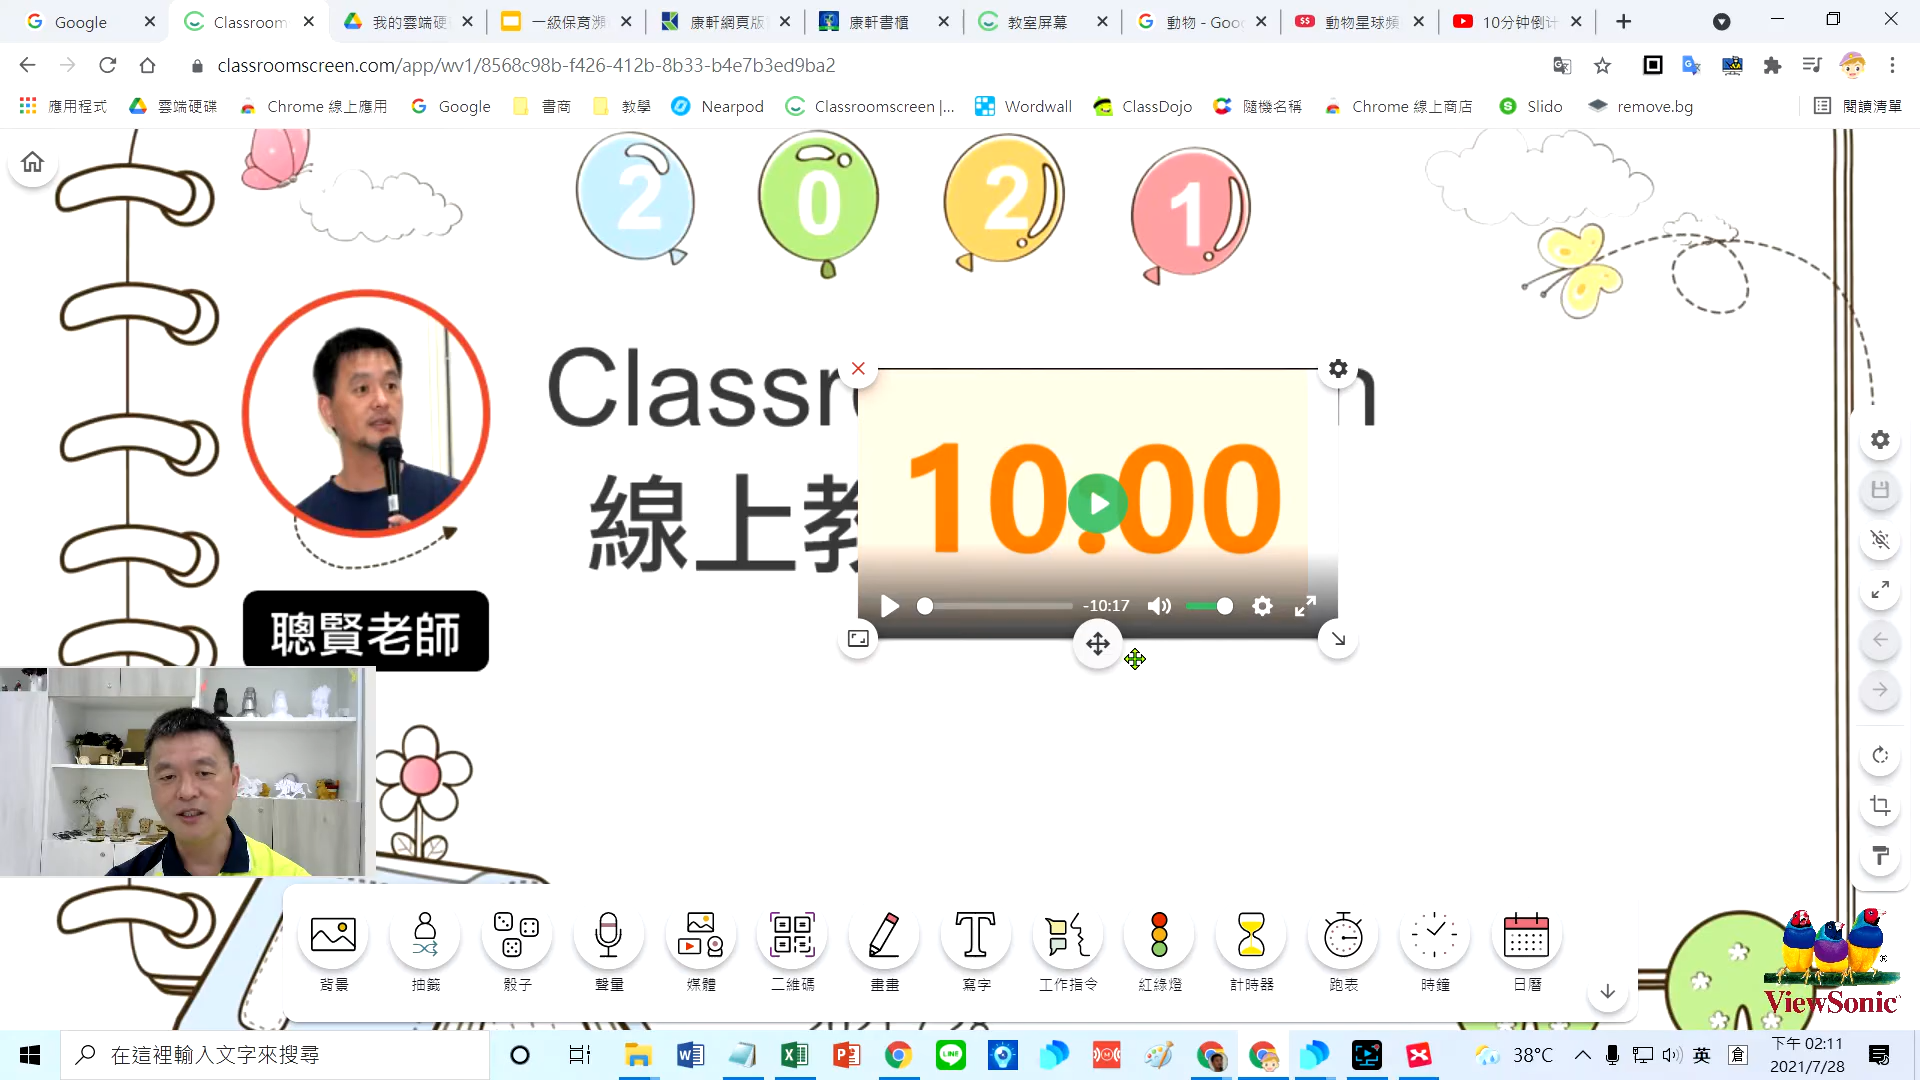 Google
Classroom
我的雲端硬
一級保育瀕
康軒網頁版
康軒書櫃
教室屏幕
動物 - Goo
動物星球頻
10分钟倒计
classroomscreen.com/app/wv1/8568c98b-f426-412b-8b33-b4e7b3ed9ba2
應用程式
雲端硬碟
Chrome 線上應用
Google
書商
教學
Nearpod
Classroomscreen |...
Wordwall
ClassDojo
隨機名稱
Chrome 線上商店
Slido
remove.bg
閱讀清單
2 0 2 1
Classr
n
線上教
10:00
-10:17
聰賢老師
背景
抽籤
骰子
聲量
媒體
二維碼
畫畫
寫字
工作指令
紅綠燈
計時器
跑表
時鐘
日曆
ViewSonic
在這裡輸入文字來搜尋
38°C
英
倉
下午 02:11
2021/7/28